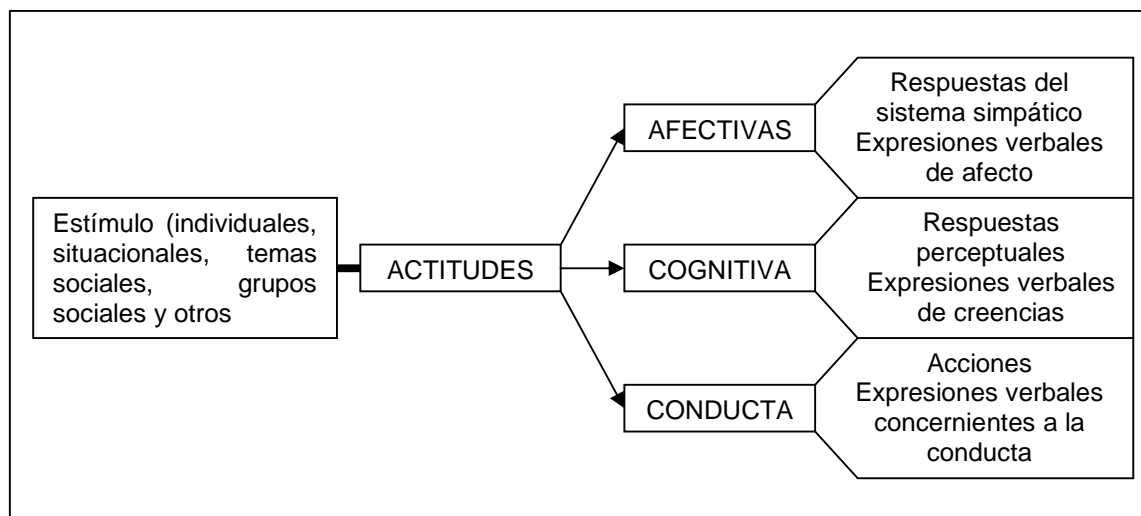 Estímulo (individuales,
situacionales, temas
sociales, grupos
sociales y otros
ACTITUDES
AFECTIVAS
Respuestas del
sistema simpático
Expresiones verbales
de afecto
COGNITIVA
Respuestas
perceptuales
Expresiones verbales
de creencias
CONDUCTA
Acciones
Expresiones verbales
concernientes a la
conducta